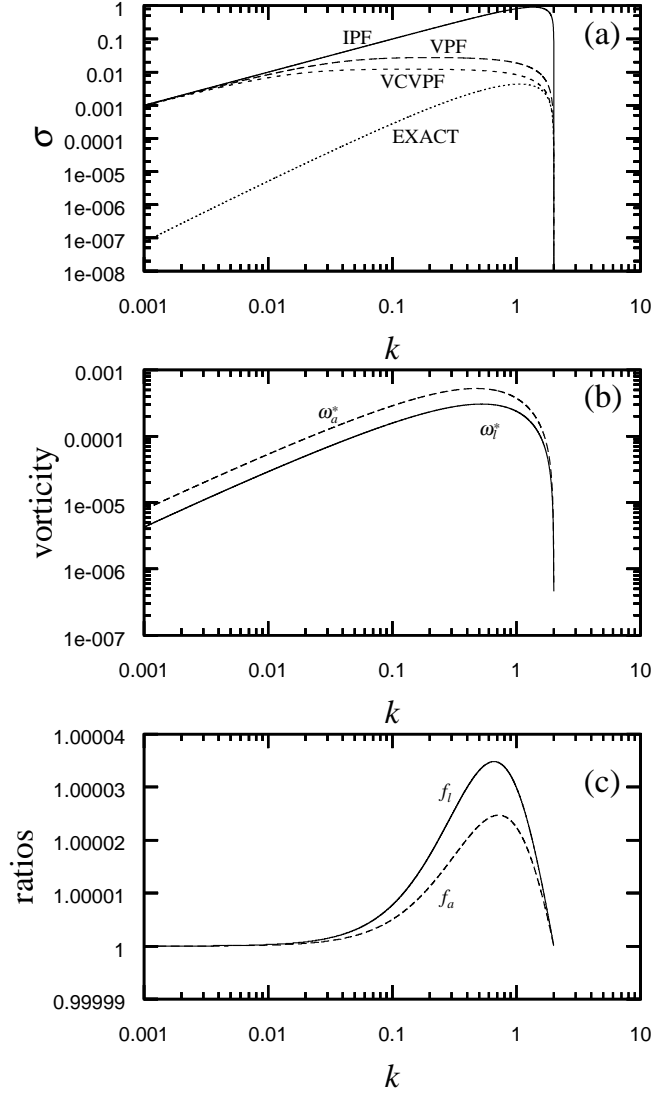 1
0.1
0.01
0.001
0.0001
1e-005
1e-006
1e-007
1e-008
σ
IPF
VPF
VCVPF
EXACT
(a)
0.001 0.01 0.1 1 10
k
0.001
0.0001
1e-005
1e-006
1e-007
vorticity
ω*a
ω*l
(b)
0.001 0.01 0.1 1 10
k
1.00004
1.00003
1.00002
1.00001
1
0.99999
ratios
fl
fa
(c)
0.001 0.01 0.1 1 10
k